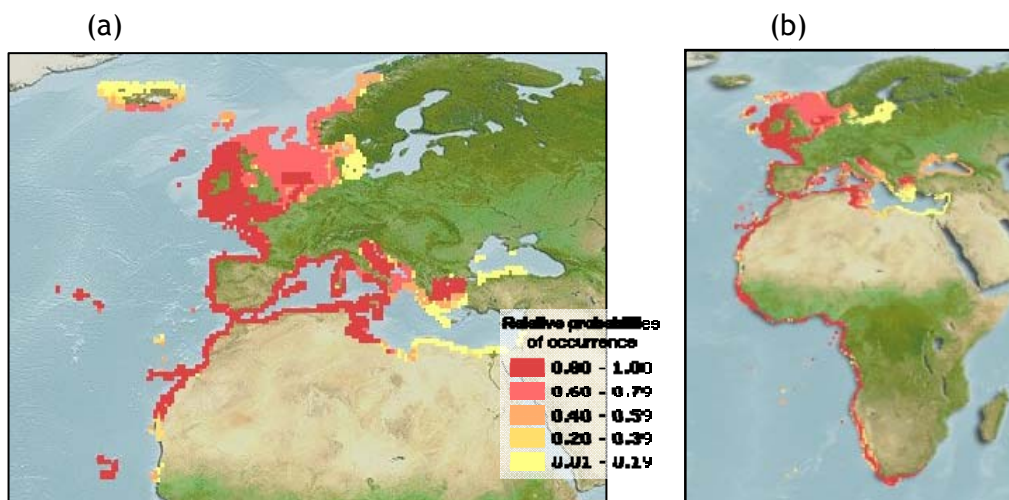 (a)
(b)
Relative probabilities
of occurrence
0.80 - 1.00
0.60 - 0.79
0.40 - 0.59
0.20 - 0.39
0.01 - 0.19